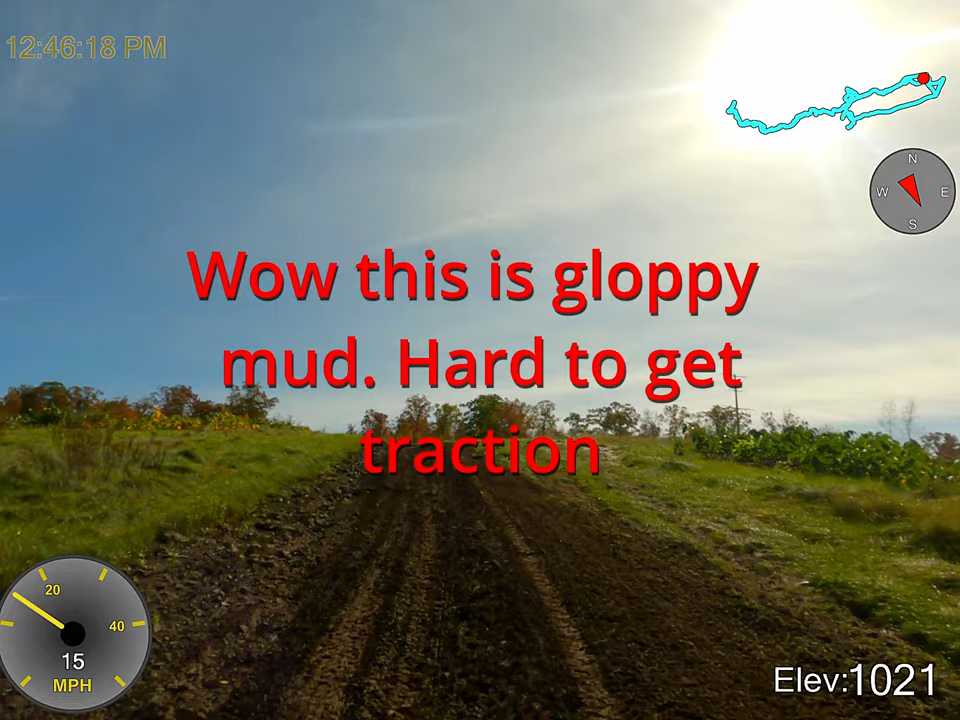 12:46:18 PM
N
W E
S
Wow this is gloppy
mud. Hard to get
traction
20
40
15
MPH
Elev:1021